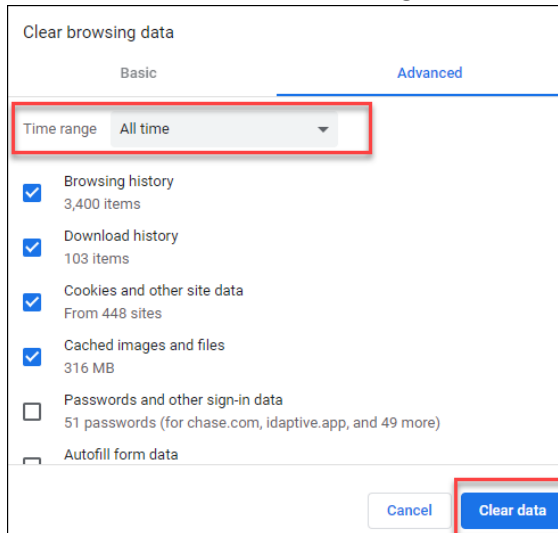 Clear browsing data
Basic Advanced
Time range All time
Browsing history
3,400 items
Download history
103 items
Cookies and other site data
From 448 sites
Cached images and files
316 MB
Passwords and other sign-in data
51 passwords (for chase.com, idaptive.app, and 49 more)
Autofill form data
Cancel Clear data